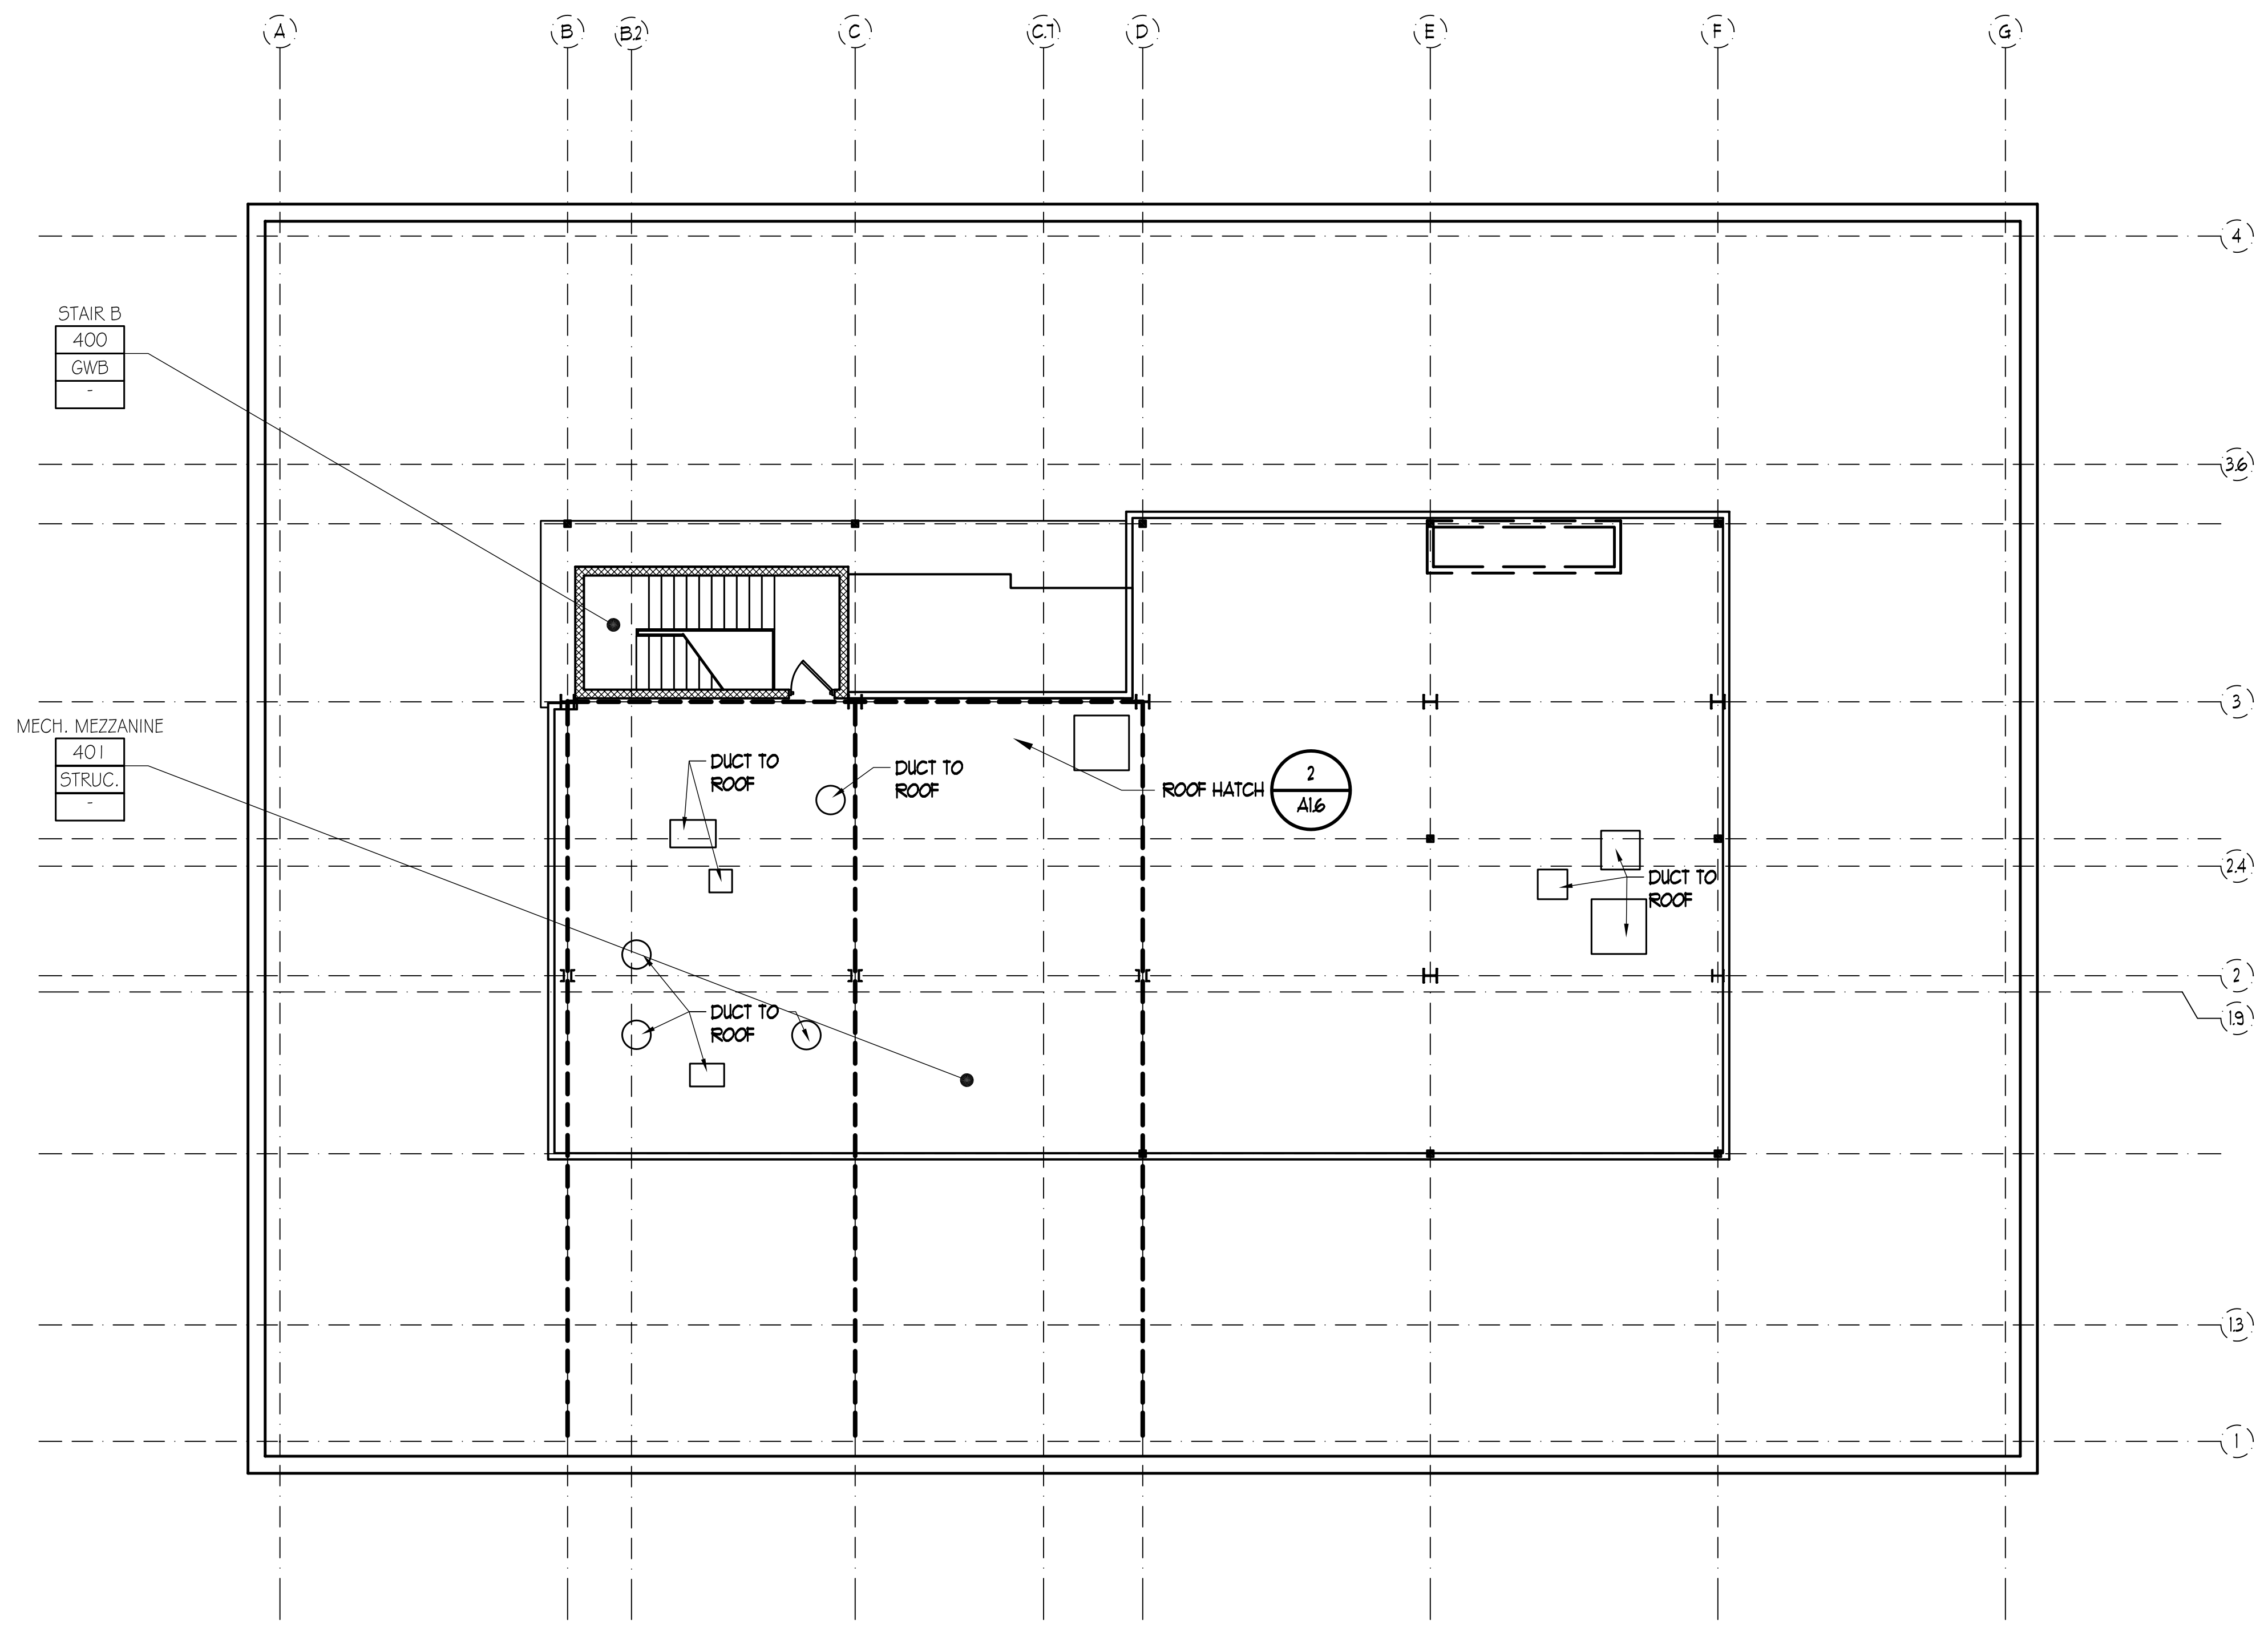 A
B
B.2
C
C.7
D
E
F
G
4
STAIR B
400
GWB
-
3.6
3
MECH. MEZZANINE
401
STRUC.
-
DUCT TO
ROOF
DUCT TO
ROOF
ROOF HATCH
2
A1.6
2.4
DUCT TO
ROOF
2
1.9
DUCT TO
ROOF
1.3
1